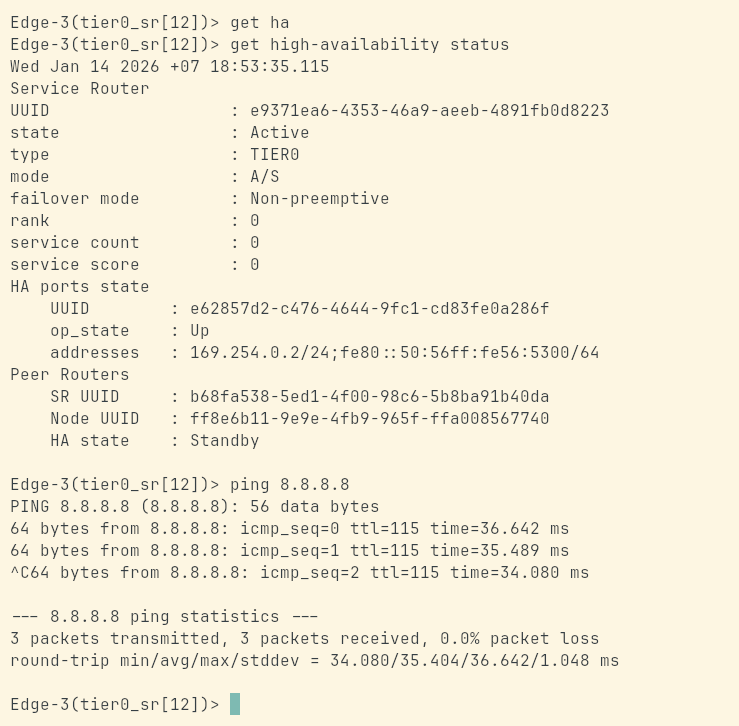 Edge-3(tier0_sr[12])> get ha
Edge-3(tier0_sr[12])> get high-availability status
Wed Jan 14 2026 +07 18:53:35.115
Service Router
UUID                  : e9371ea6-4353-46a9-aeeb-4891fb0d8223
state                 : Active
type                  : TIER0
mode                  : A/S
failover mode         : Non-preemptive
rank                  : 0
service count         : 0
service score         : 0
HA ports state
    UUID        : e62857d2-c476-4644-9fc1-cd83fe0a286f
    op_state    : Up
    addresses   : 169.254.0.2/24;fe80::50:56ff:fe56:5300/64
Peer Routers
    SR UUID     : b68fa538-5ed1-4f00-98c6-5b8ba91b40da
    Node UUID   : ff8e6b11-9e9e-4fb9-965f-ffa008567740
    HA state    : Standby

Edge-3(tier0_sr[12])> ping 8.8.8.8
PING 8.8.8.8 (8.8.8.8): 56 data bytes
64 bytes from 8.8.8.8: icmp_seq=0 ttl=115 time=36.642 ms
64 bytes from 8.8.8.8: icmp_seq=1 ttl=115 time=35.489 ms
^C64 bytes from 8.8.8.8: icmp_seq=2 ttl=115 time=34.080 ms

--- 8.8.8.8 ping statistics ---
3 packets transmitted, 3 packets received, 0.0% packet loss
round-trip min/avg/max/stddev = 34.080/35.404/36.642/1.048 ms

Edge-3(tier0_sr[12])>